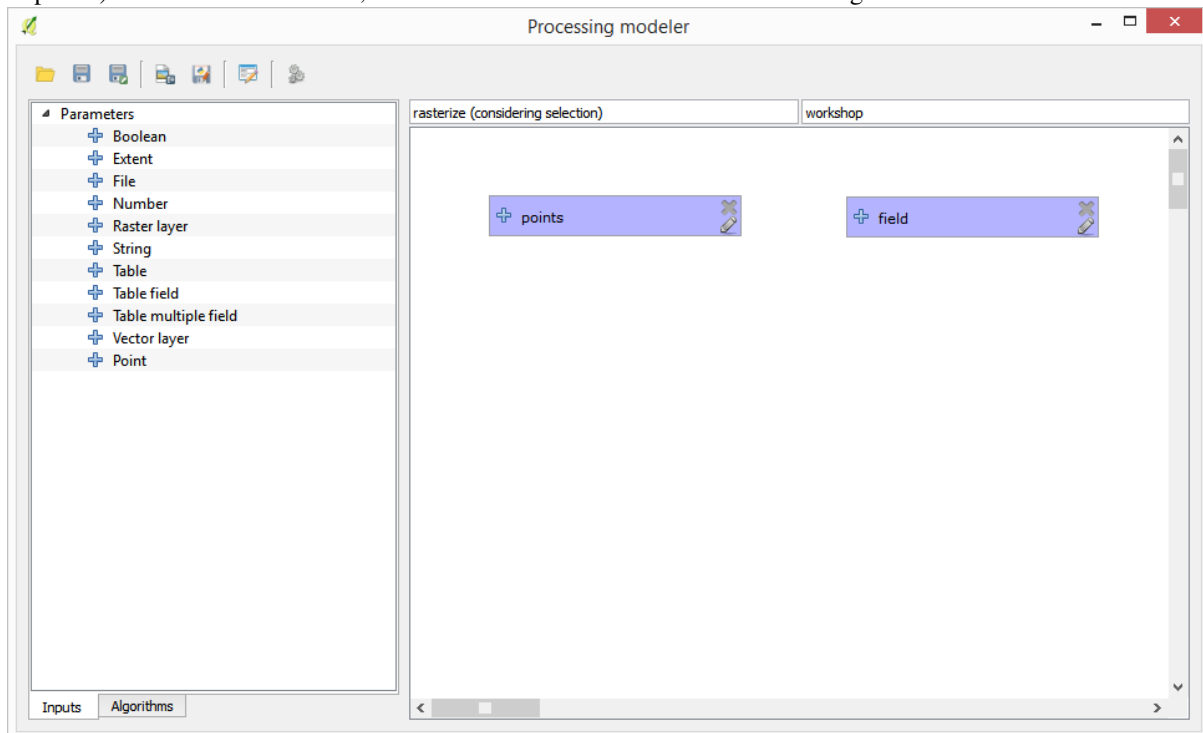 Processing modeler
Parameters
Boolean
Extent
File
Number
Raster layer
String
Table
Table field
Table multiple field
Vector layer
Point
Inputs Algorithms
rasterize (considering selection) workshop
points field